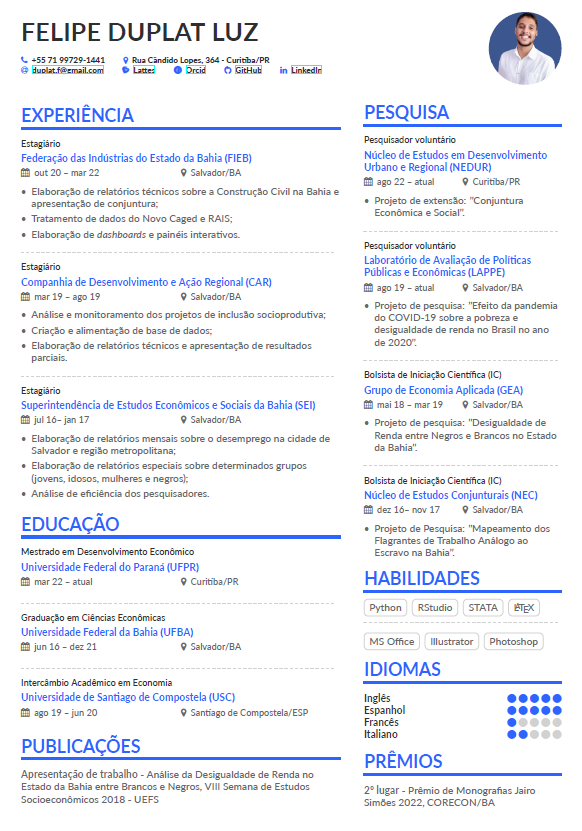 FELIPE DUPLAT LUZ
+55 71 99729-1441 Rua Cândido Lopes, 364 - Curitiba/PR
duplat.f@email.com Lattes Orcid GitHub LinkedIn
EXPERIÊNCIA
Estagiário
Federação das Indústrias do Estado da Bahia (FIEB)
out 20 – mar 22 Salvador/BA
• Elaboração de relatórios técnicos sobre a Construção Civil na Bahia e
apresentação de conjuntura;
• Tratamento de dados do Novo Caged e RAIS;
• Elaboração de dashboards e painéis interativos.
Estagiário
Companhia de Desenvolvimento e Ação Regional (CAR)
mar 19 – ago 19 Salvador/BA
• Análise e monitoramento dos projetos de inclusão socioprodutiva;
• Criação e alimentação de base de dados;
• Elaboração de relatórios técnicos e apresentação de resultados
parciais.
Estagiário
Superintendência de Estudos Econômicos e Sociais da Bahia (SEI)
jul 16– jan 17 Salvador/BA
• Elaboração de relatórios mensais sobre o desemprego na cidade de
Salvador e região metropolitana;
• Elaboração de relatórios especiais sobre determinados grupos
(jovens, idosos, mulheres e negros);
• Análise de eficiência dos pesquisadores.
EDUCAÇÃO
Mestrado em Desenvolvimento Econômico
Universidade Federal do Paraná (UFPR)
mar 22 – atual Curitiba/PR
Graduação em Ciências Econômicas
Universidade Federal da Bahia (UFBA)
jun 16 – dez 21 Salvador/BA
Intercâmbio Acadêmico em Economia
Universidade de Santiago de Compostela (USC)
ago 19 – jun 20 Santiago de Compostela/ESP
PUBLICAÇÕES
Apresentação de trabalho - Análise da Desigualdade de Renda no
Estado da Bahia entre Brancos e Negros, VIII Semana de Estudos
Socioeconômicos 2018 - UEFS
PESQUISA
Pesquisador voluntário
Núcleo de Estudos em Desenvolvimento
Urbano e Regional (NEDUR)
ago 22 – atual Curitiba/PR
• Projeto de extensão: "Conjuntura
Econômica e Social".
Pesquisador voluntário
Laboratório de Avaliação de Políticas
Públicas e Econômicas (LAPPE)
ago 19 – atual Salvador/BA
• Projeto de pesquisa: "Efeito da pandemia
do COVID-19 sobre a pobreza e
desigualdade de renda no Brasil no ano
de 2020".
Bolsista de Iniciação Científica (IC)
Grupo de Economia Aplicada (GEA)
mai 18 – mar 19 Salvador/BA
• Projeto de pesquisa: "Desigualdade de
Renda entre Negros e Brancos no Estado
da Bahia".
Bolsista de Iniciação Científica (IC)
Núcleo de Estudos Conjunturais (NEC)
dez 16– nov 17 Salvador/BA
• Projeto de Pesquisa: "Mapeamento dos
Flagrantes de Trabalho Análogo ao
Escravo na Bahia".
HABILIDADES
Python RStudio STATA LATEX
MS Office Illustrator Photoshop
IDIOMAS
Inglês
Espanhol
Francês
Italiano
PRÊMIOS
2º lugar - Prêmio de Monografias Jairo
Simões 2022, CORECON/BA